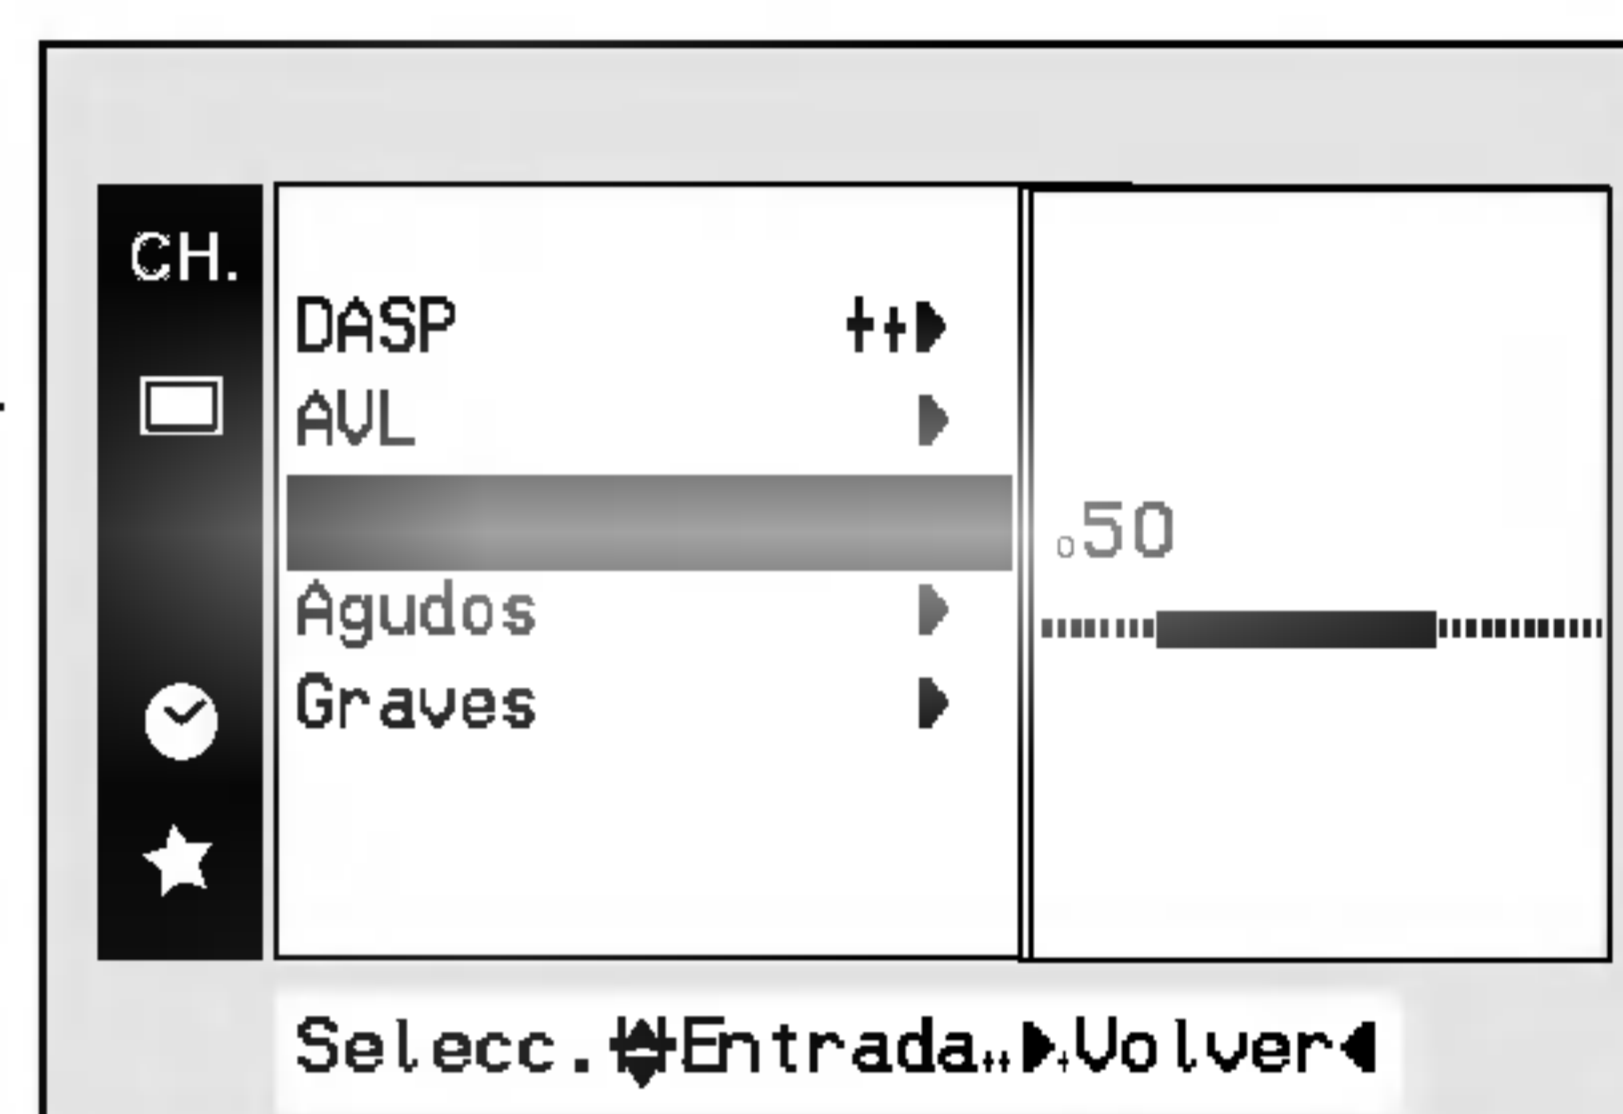 CH.
DASP
AVL
50
Agudos
Graves
Selecc. Entrada Volver